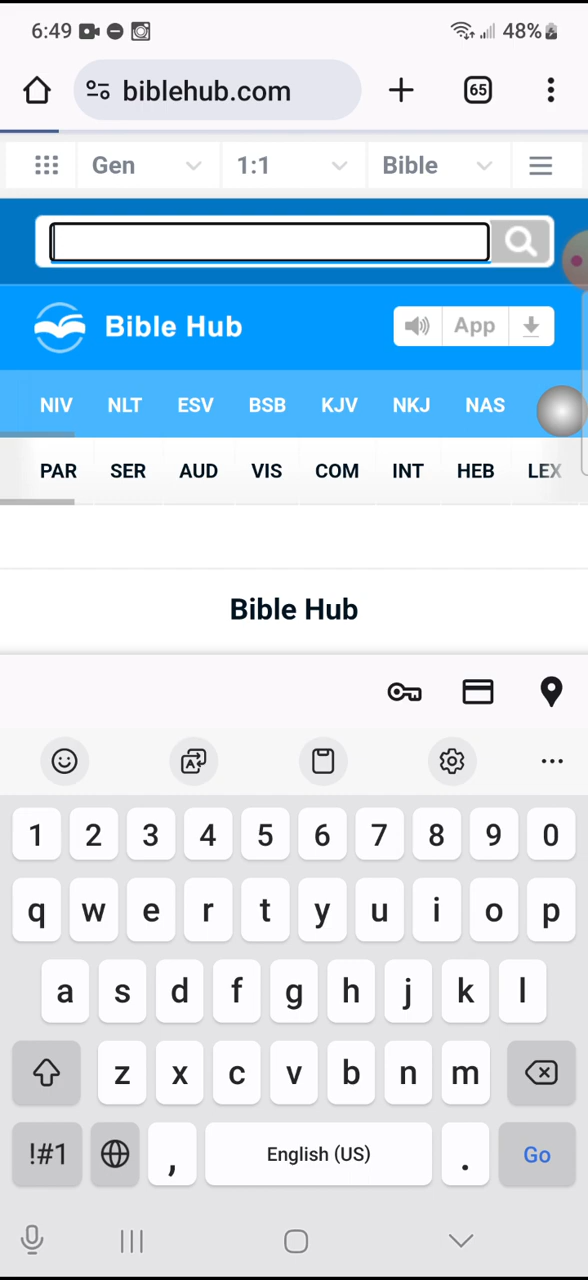 6:49 48%
biblehub.com 65
Gen 1:1 Bible
Bible Hub App
NIV NLT ESV BSB KJV NKJ NAS
PAR SER AUD VIS COM INT HEB LEX
Bible Hub
1 2 3 4 5 6 7 8 9 0
q w e r t y u i o p
a s d f g h j k l
z x c v b n m
!#1 , English (US) . Go